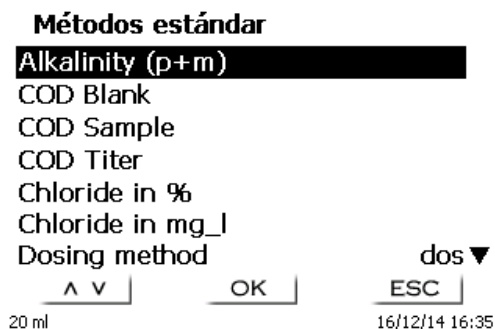 Métodos estándar
Alkalinity (p+m)
COD Blank
COD Sample
COD Titer
Chloride in %
Chloride in mg_l
Dosing method dos ▼
∧ ∨ OK ESC
20 ml 16/12/14 16:35